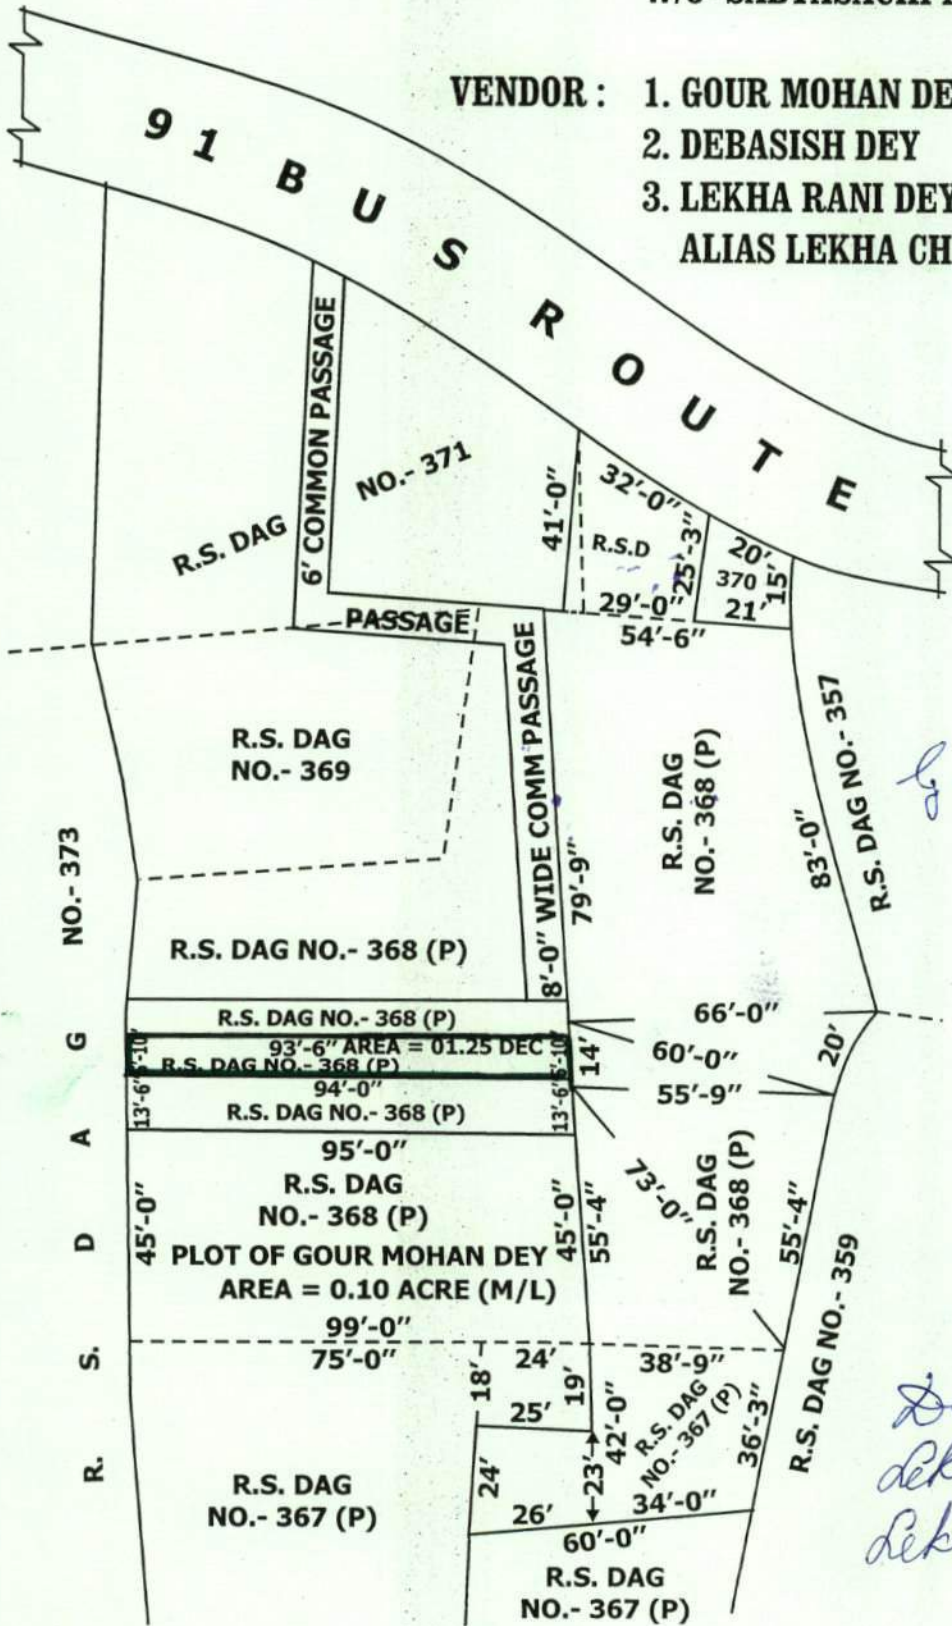 VENDOR : 1. GOUR MOHAN DE
2. DEBASISH DEY
3. LEKHA RANI DEY
ALIAS LEKHA CH
91 BUS ROUTE
6' COMMON PASSAGE
NO.- 371
R.S. DAG
41'-0"
32'-0"
R.S.D
25'-3"
29'-0"
20'
370
15'
21'
54'-6"
PASSAGE
R.S. DAG
NO.- 369
8'-0" WIDE COMM PASSAGE
79'-9"
R.S. DAG
NO.- 368 (P)
83'-0"
R.S. DAG NO.- 357
R. S. DAG NO.- 373
R.S. DAG NO.- 368 (P)
R.S. DAG NO.- 368 (P)
66'-0"
93'-6" AREA = 01.25 DEC
R.S. DAG NO.- 368 (P)
14'
60'-0"
20'
94'-0"
55'-9"
13'-6"
R.S. DAG NO.- 368 (P)
13'-6"
95'-0"
R.S. DAG
NO.- 368 (P)
45'-0"
45'-0"
55'-4"
73'-0"
R.S. DAG
NO.- 368 (P)
55'-4"
PLOT OF GOUR MOHAN DEY
AREA = 0.10 ACRE (M/L)
R.S. DAG NO.- 359
99'-0"
75'-0"
24'
38'-9"
18'
19'
25'
42'-0"
R.S. DAG
NO.- 367 (P)
36'-3"
24'
23'
R.S. DAG
NO.- 367 (P)
26'
34'-0"
60'-0"
R.S. DAG
NO.- 367 (P)
Lek
Lek